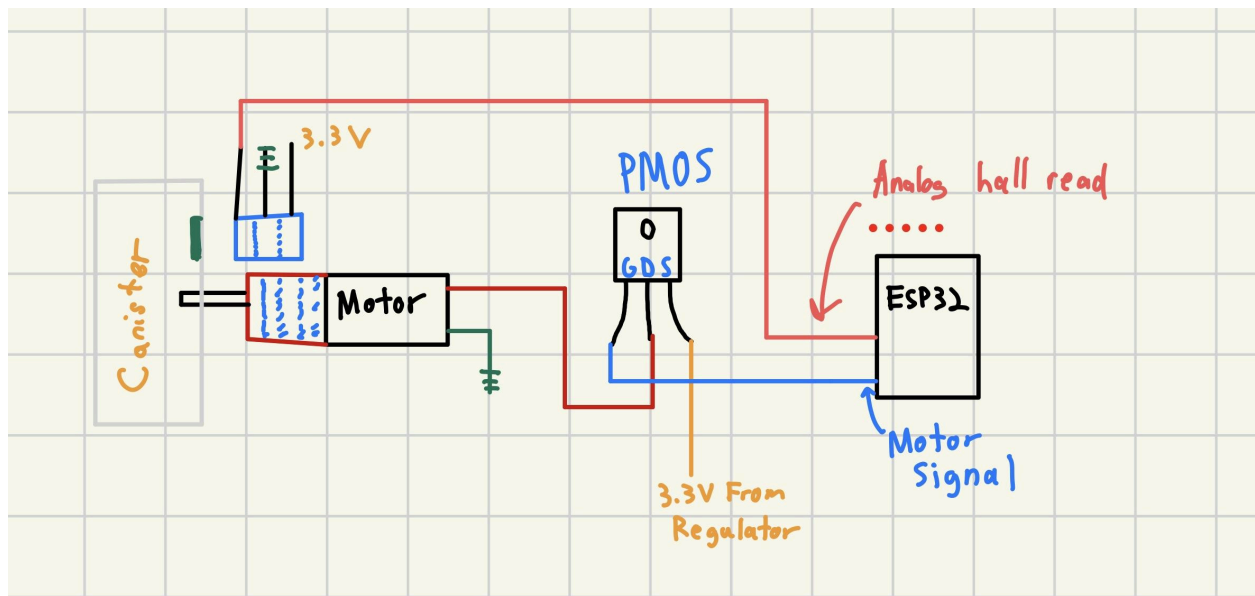 3.3V
PMOS
Analog hall read
O
GDS
ESP32
Motor
Canister
Motor
Signal
3.3V From
Regulator